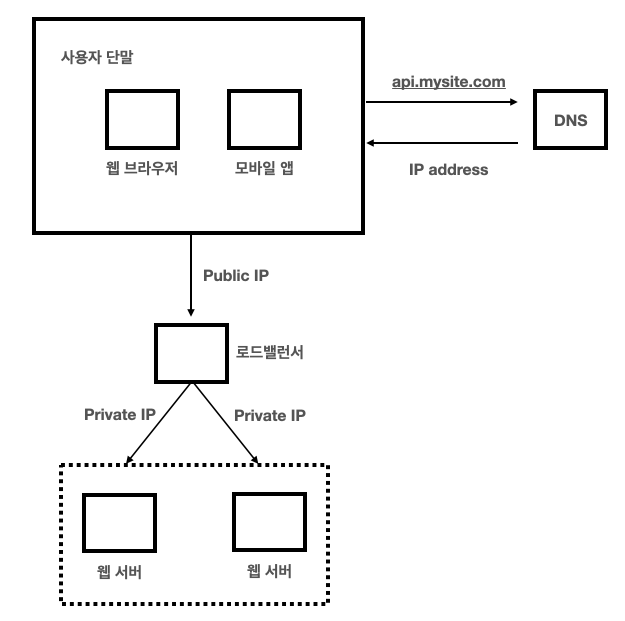 사용자 단말
api.mysite.com
DNS
웹 브라우저
모바일 앱
IP address
Public IP
로드밸런서
Private IP
Private IP
웹 서버
웹 서버